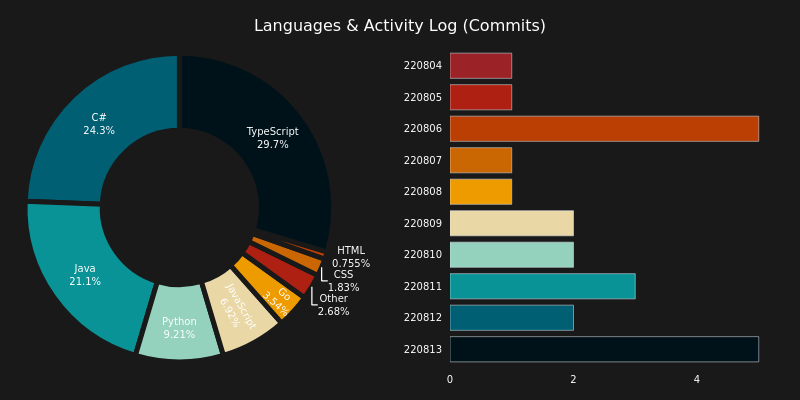 Languages & Activity Log (Commits)
C#
24.3%
TypeScript
29.7%
Java
21.1%
Python
9.21%
JavaScript
6.92%
Go
3.54%
HTML
0.755%
CSS
1.83%
Other
2.68%
220804
220805
220806
220807
220808
220809
220810
220811
220812
220813
0 2 4